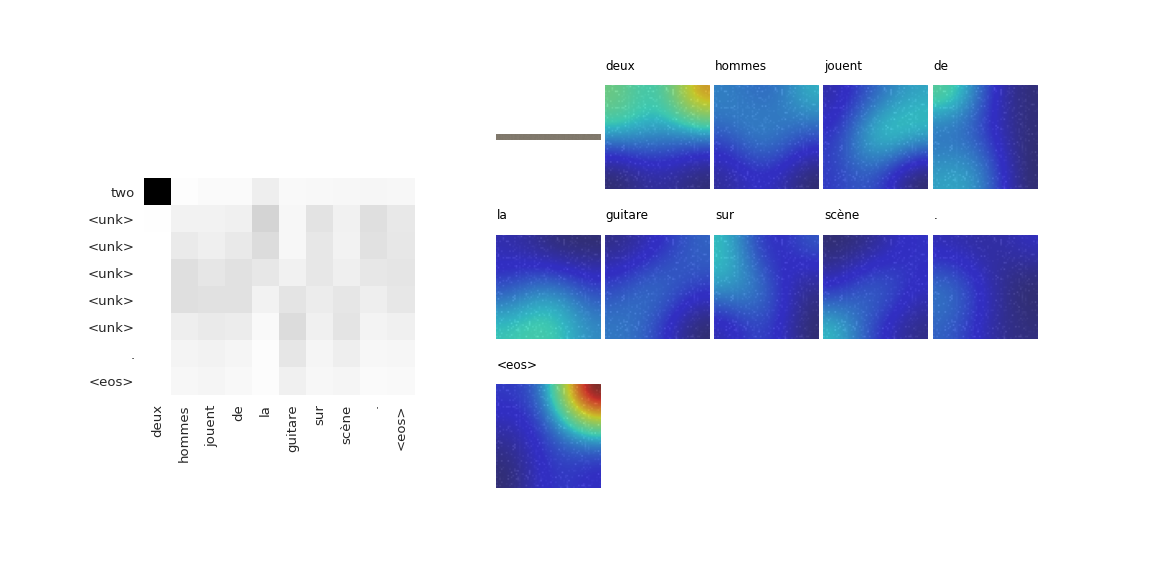 deux hommes jouent de
la guitare sur scène .
<eos>
two
<unk>
<unk>
<unk>
<unk>
<unk>
.
<eos>
deux hommes jouent de la guitare sur scène . <eos>